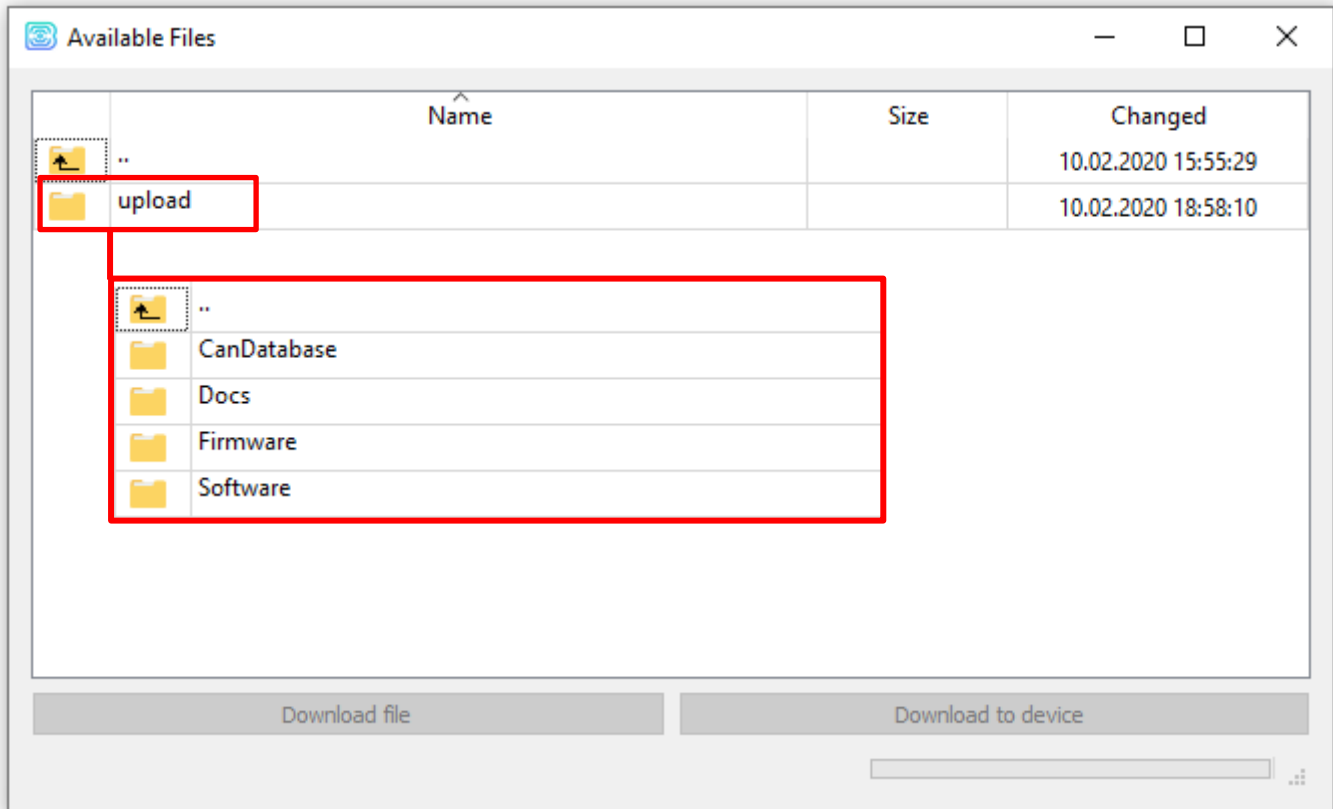 Available Files
Name Size Changed
.. 10.02.2020 15:55:29
upload 10.02.2020 18:58:10
..
CanDatabase
Docs
Firmware
Software
Download file Download to device